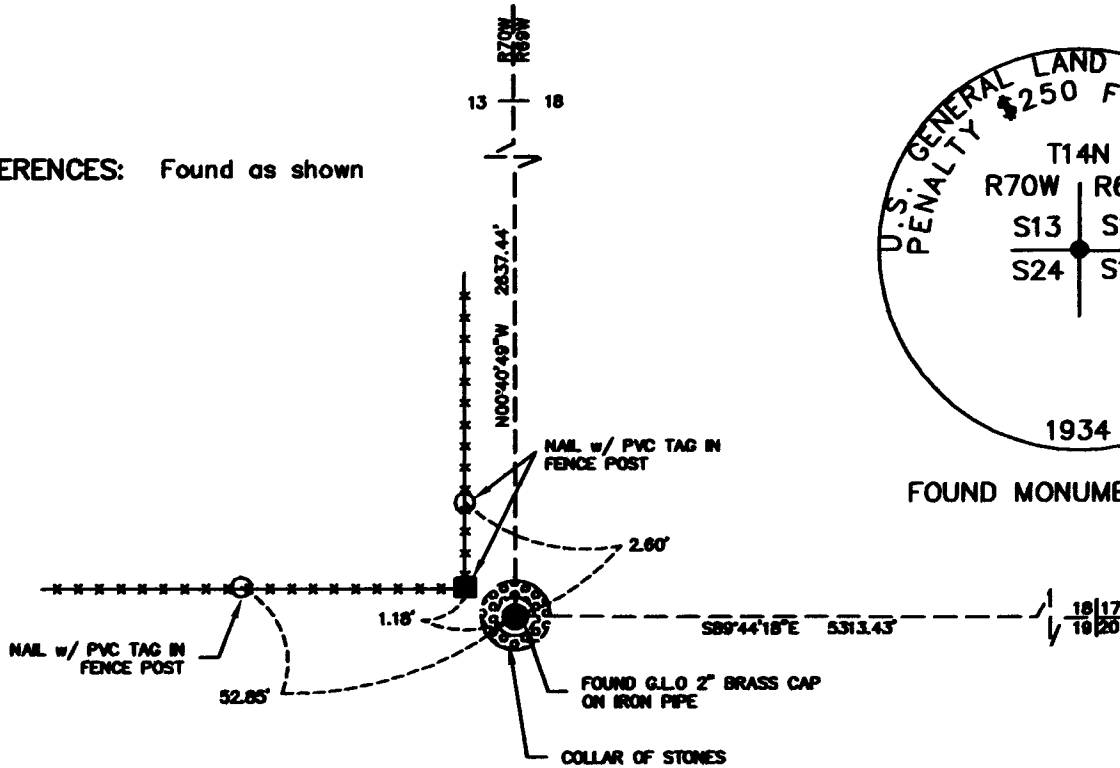 R70W
R69W
13 18
ERENCES: Found as shown
N00°40'49"W 2637.44'
NAIL w/ PVC TAG IN
FENCE POST
2.60'
1.18'
NAIL w/ PVC TAG IN
FENCE POST
52.85'
S89°44'18"E 5313.43'
18 17
19 20
FOUND G.L.O 2" BRASS CAP
ON IRON PIPE
COLLAR OF STONES
U.S. GENERAL LAND
PENALTY $250 F
T14N
R70W R6
S13 S
S24 S1
1934
FOUND MONUME